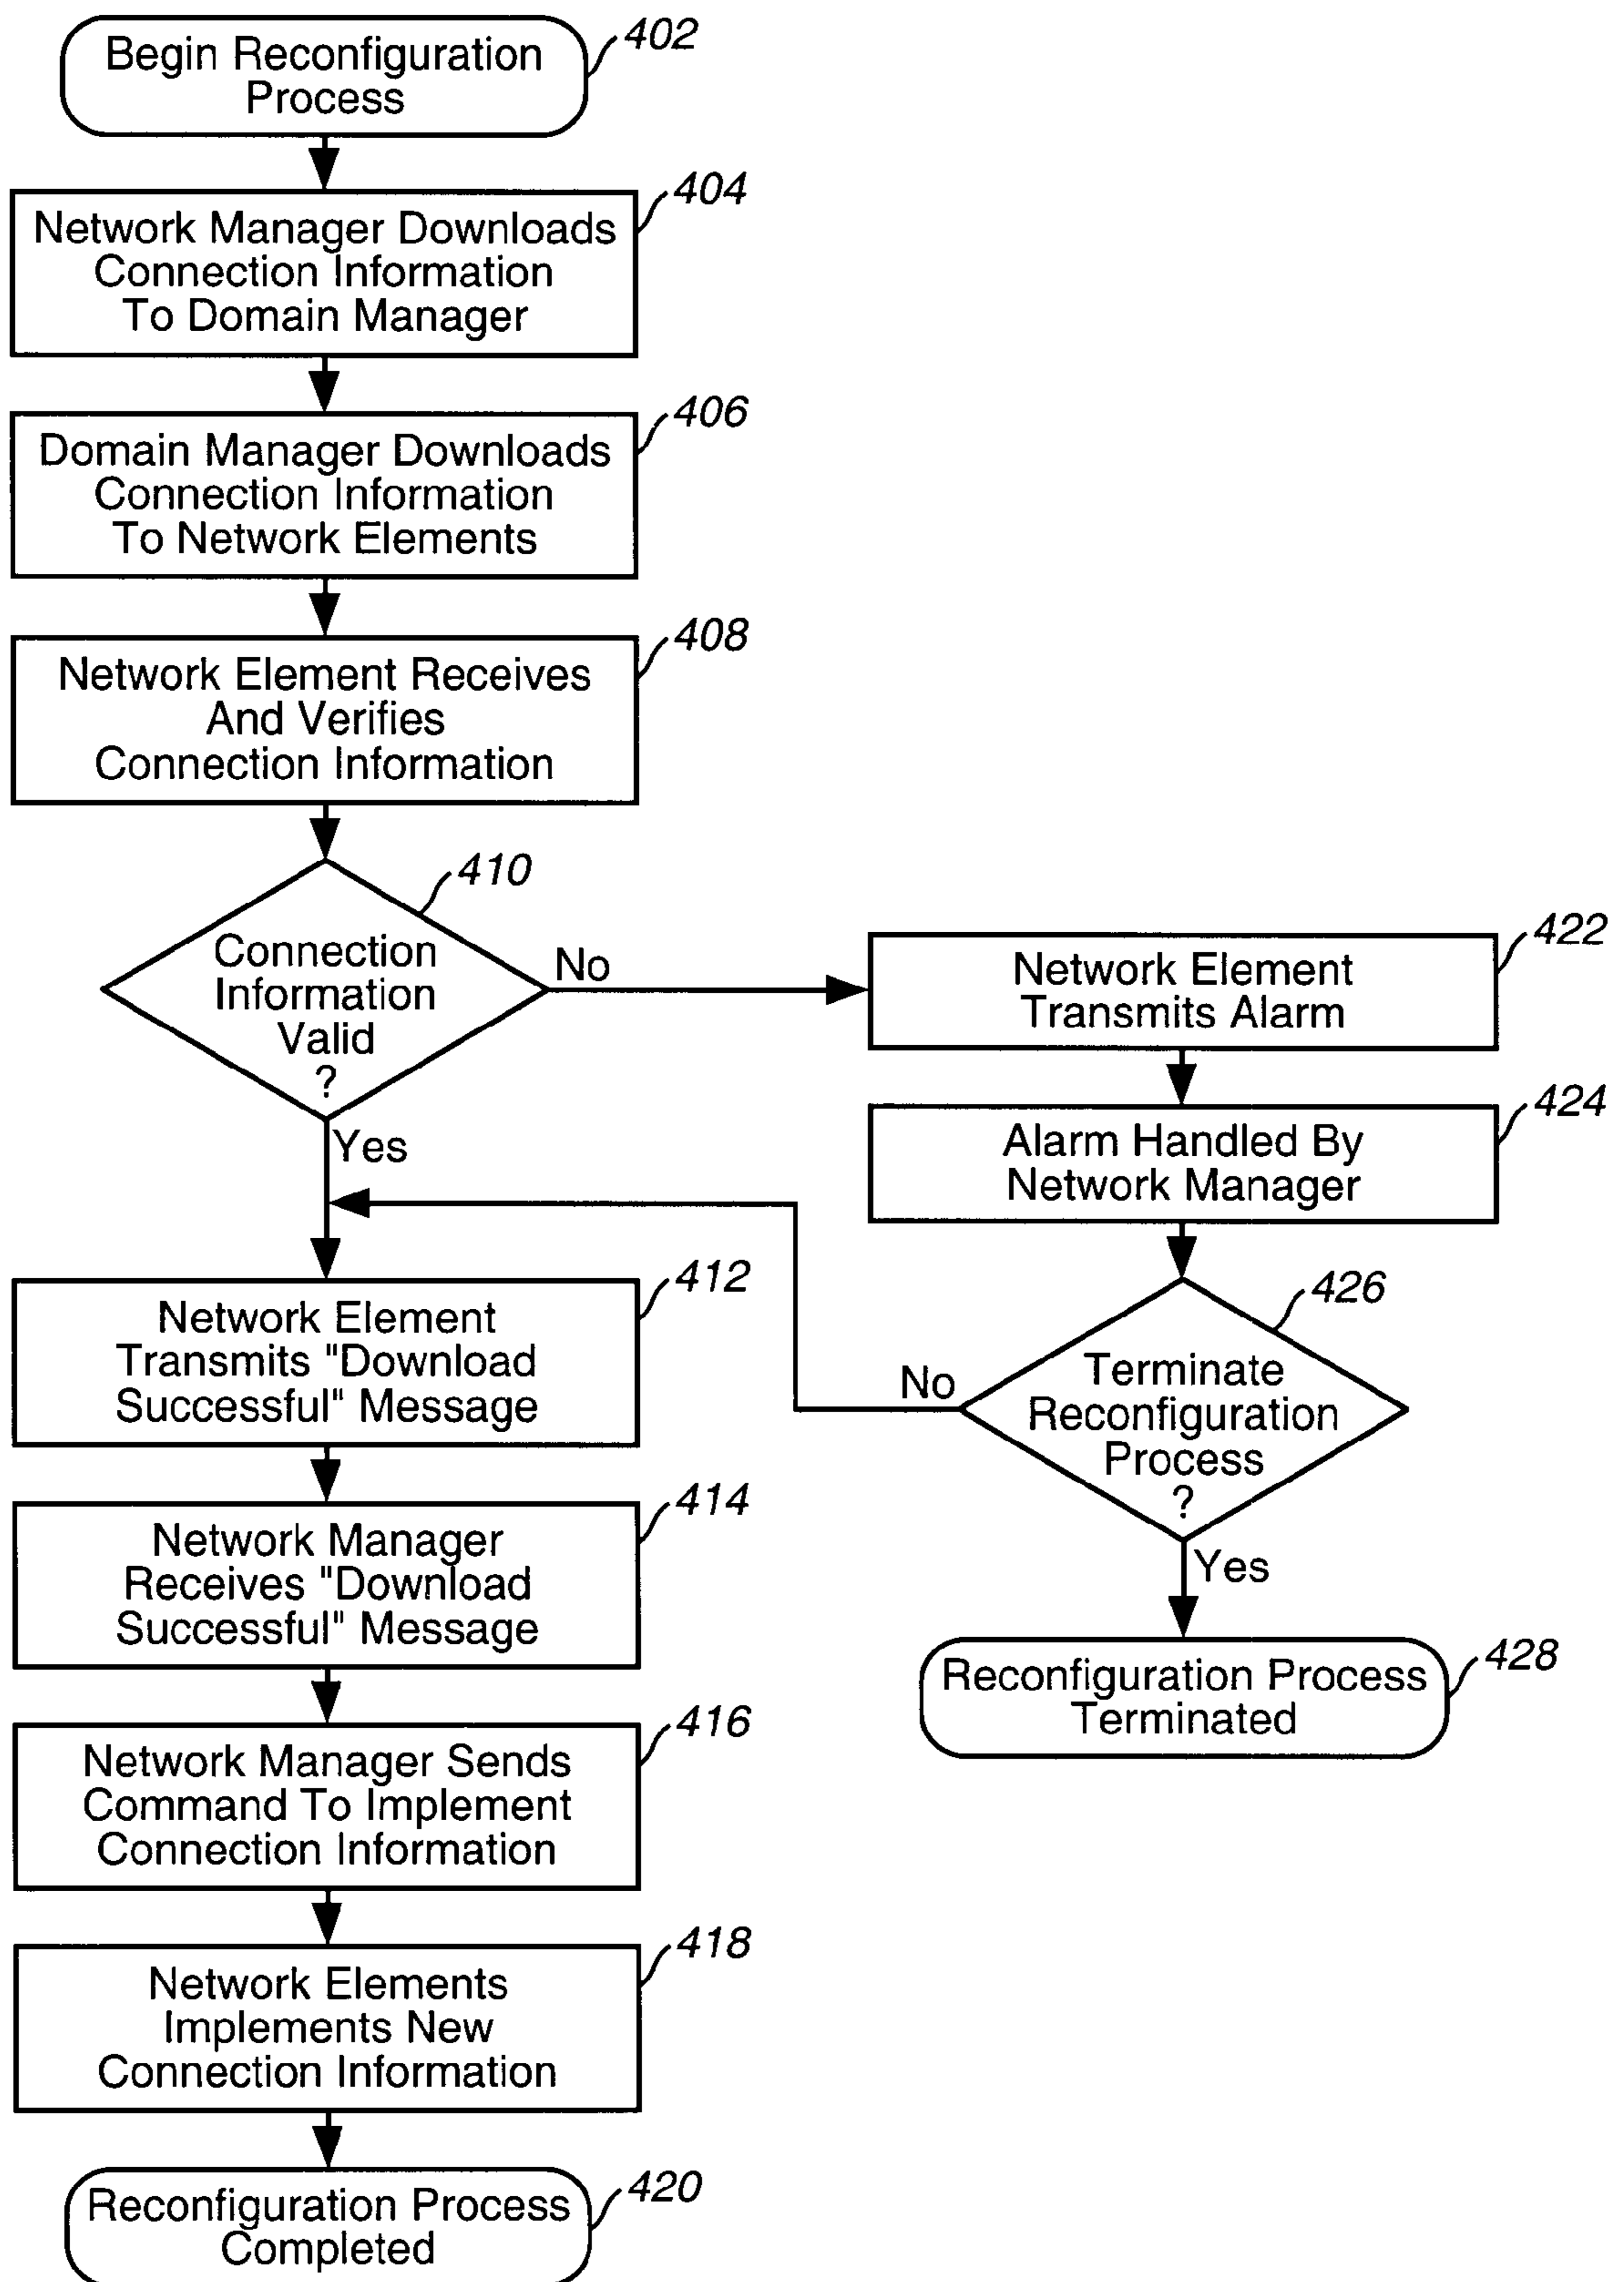 Begin Reconfiguration
Process
402
Network Manager Downloads
Connection Information
To Domain Manager
404
Domain Manager Downloads
Connection Information
To Network Elements
406
Network Element Receives
And Verifies
Connection Information
408
Connection
Information
Valid
?
410
No
Yes
Network Element
Transmits Alarm
422
Alarm Handled By
Network Manager
424
Terminate
Reconfiguration
Process
?
426
No
Yes
Reconfiguration Process
Terminated
428
Network Element
Transmits "Download
Successful" Message
412
Network Manager
Receives "Download
Successful" Message
414
Network Manager Sends
Command To Implement
Connection Information
416
Network Elements
Implements New
Connection Information
418
Reconfiguration Process
Completed
420